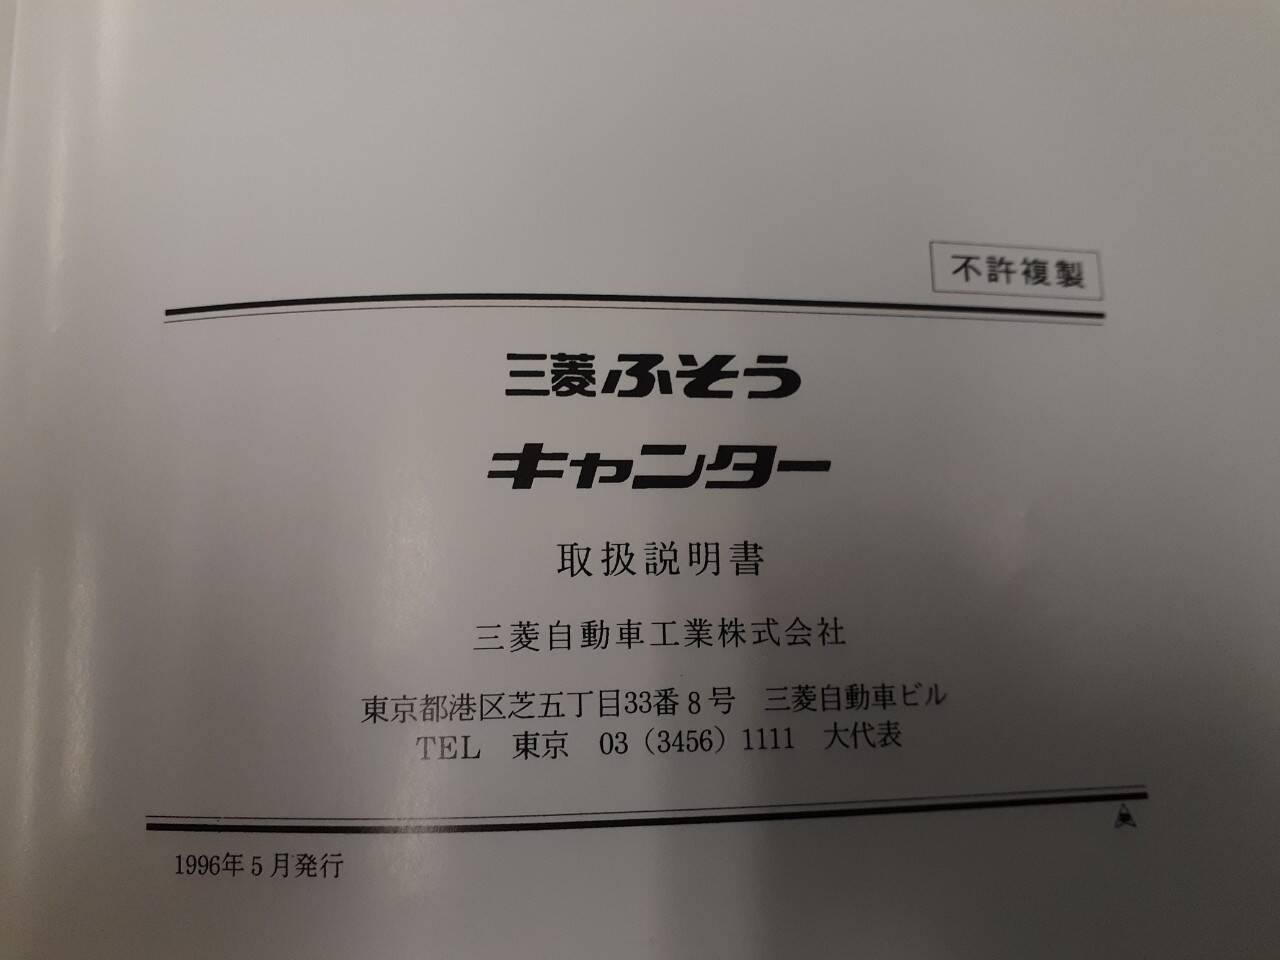 不許複製
三菱ふそう
キャンター
取扱説明書
三菱自動車工業株式会社
東京都港区芝五丁目33番8号 三菱自動車ビル
TEL 東京 03（3456）1111 大代表
1996年5月発行